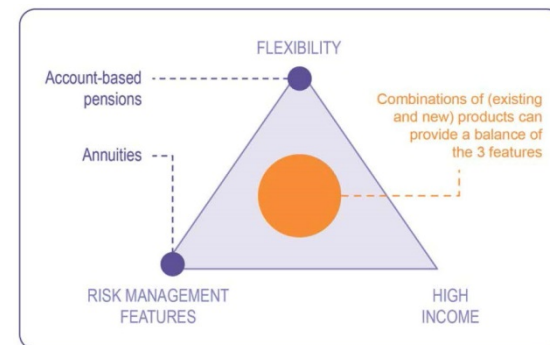 FLEXIBILITY
Account-based
pensions
Annuities
Combinations of (existing
and new) products can
provide a balance of
the 3 features
RISK MANAGEMENT
FEATURES
HIGH
INCOME